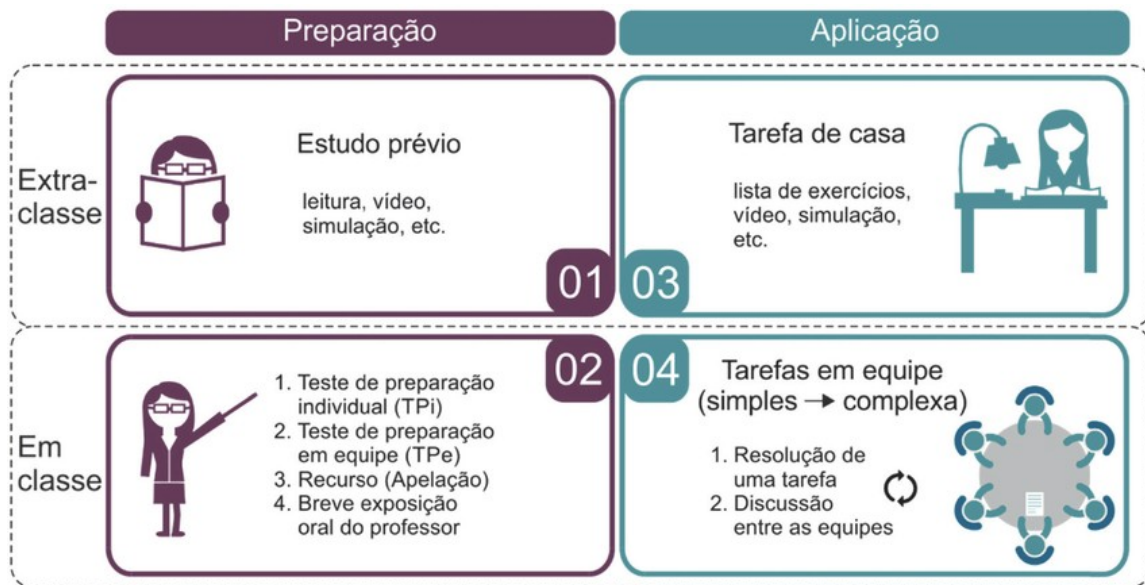 Preparação
Aplicação
Extra-
classe
Estudo prévio
leitura, vídeo,
simulação, etc.
01
Tarefa de casa
lista de exercícios,
vídeo, simulação,
etc.
03
Em
classe
1. Teste de preparação
individual (TPi)
2. Teste de preparação
em equipe (TPe)
3. Recurso (Apelação)
4. Breve exposição
oral do professor
02
04
Tarefas em equipe
(simples → complexa)
1. Resolução de
uma tarefa
2. Discussão
entre as equipes